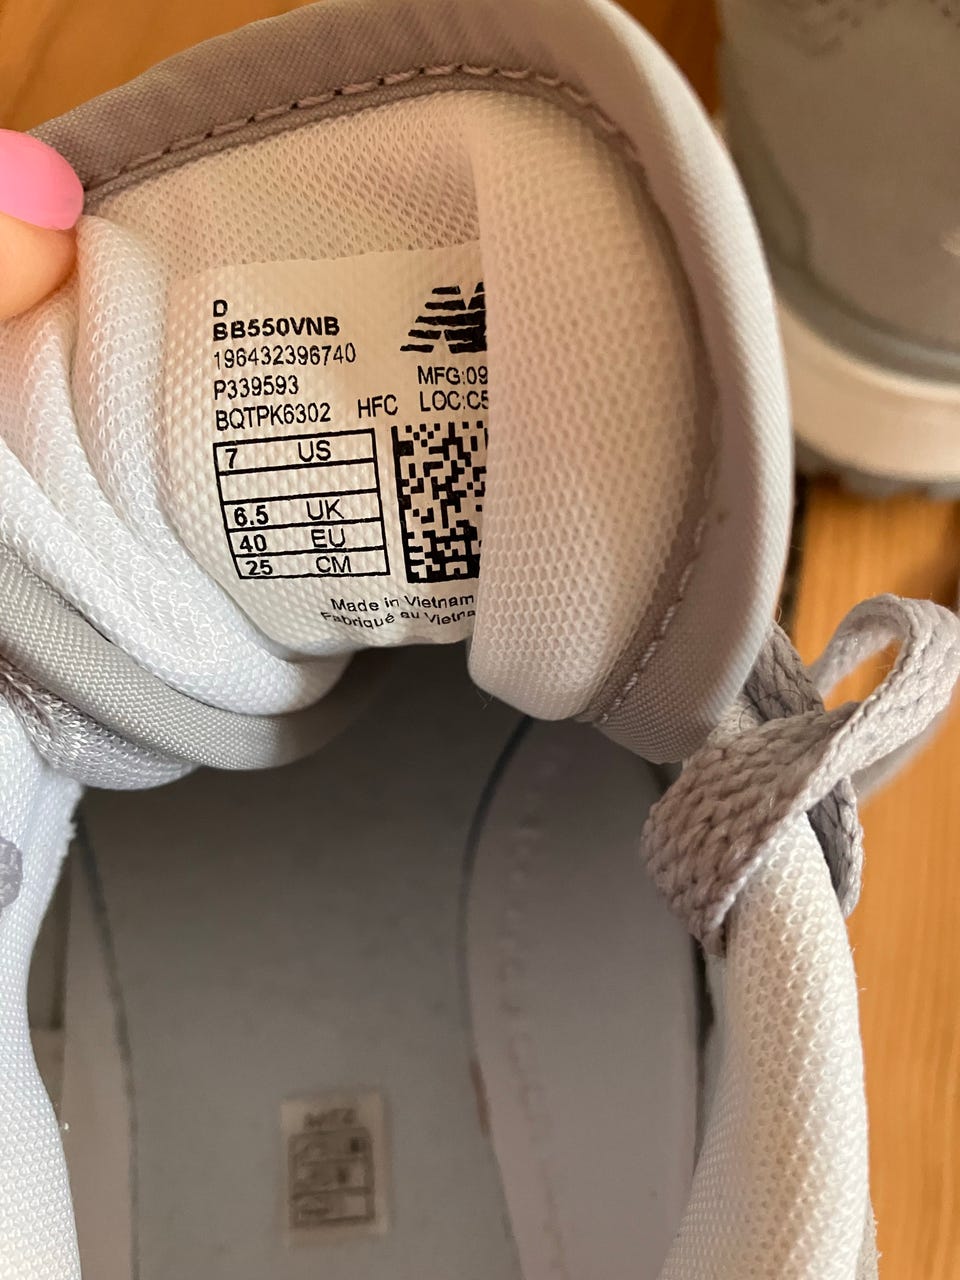 D
BB550VNB
196432396740
P339593
MFG:09
BQTPK6302 HFC LOC:C5
7 US
6.5 UK
40 EU
25 CM
Made in Vietnam
Fabriqué au Vietna